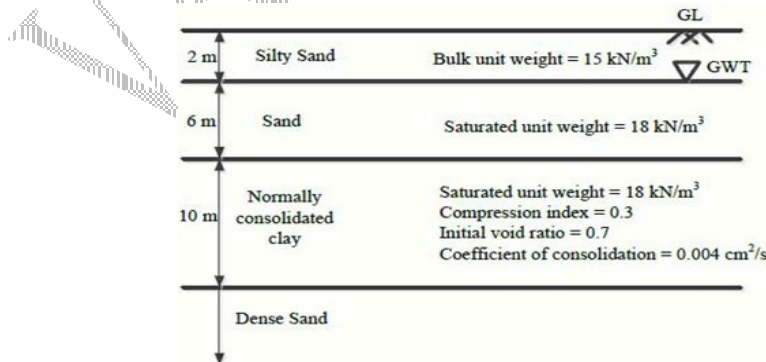 GL
2 m Silty Sand Bulk unit weight = 15 kN/m³ GWT
6 m Sand Saturated unit weight = 18 kN/m³
10 m Normally consolidated clay
Saturated unit weight = 18 kN/m³
Compression index = 0.3
Initial void ratio = 0.7
Coefficient of consolidation = 0.004 cm²/s
Dense Sand